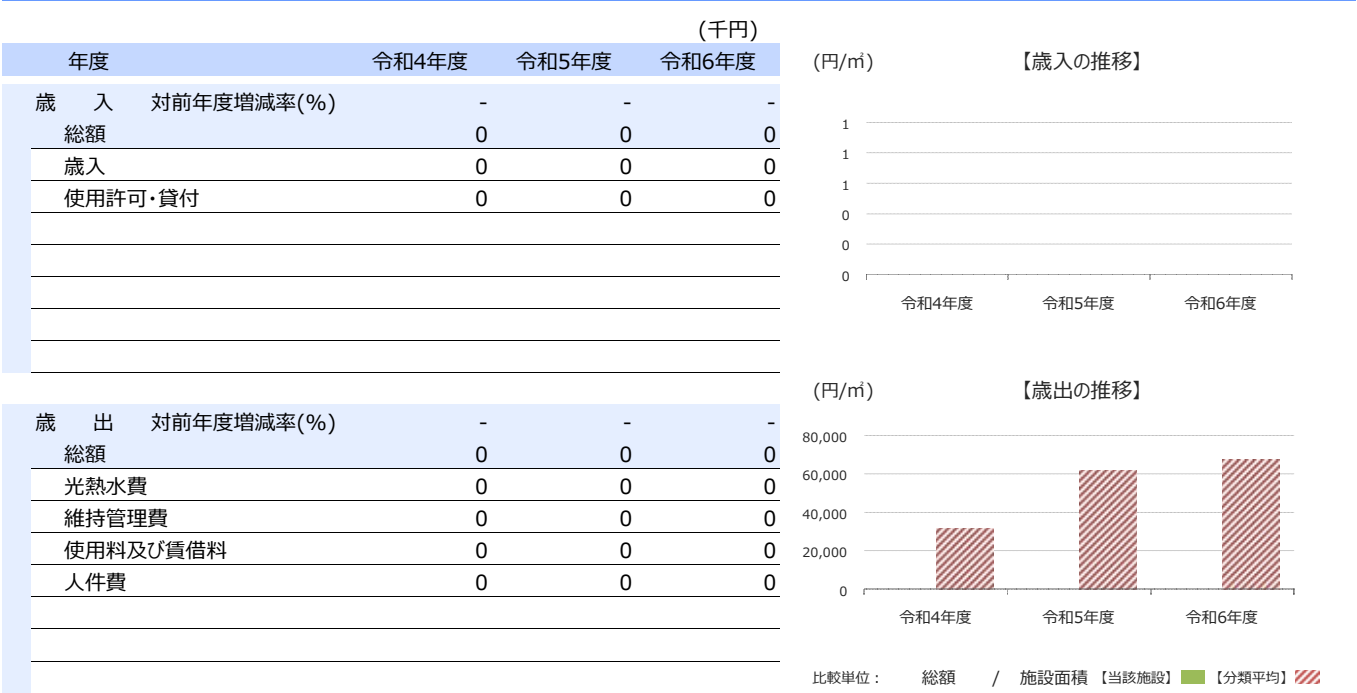 (千円)
年度 令和4年度 令和5年度 令和6年度
歳 入 対前年度増減率(%) - - -
総額 0 0 0
歳入 0 0 0
使用許可・貸付 0 0 0
歳 出 対前年度増減率(%) - - -
総額 0 0 0
光熱水費 0 0 0
維持管理費 0 0 0
使用料及び賃借料 0 0 0
人件費 0 0 0
(円/㎡) 【歳入の推移】
1
1
1
0
0
0
令和4年度 令和5年度 令和6年度
(円/㎡) 【歳出の推移】
80,000
60,000
40,000
20,000
0
令和4年度 令和5年度 令和6年度
比較単位: 総額 / 施設面積 【当該施設】 【分類平均】